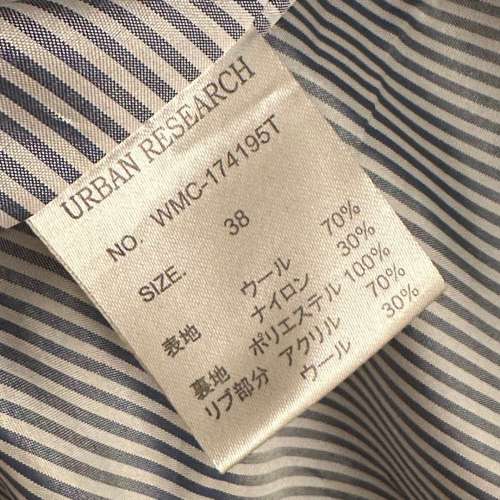 URBAN RESEARCH
NO. WMC-174195T
SIZE. 38
表地 ウール 70%
ナイロン 30%
裏地 ポリエステル 100%
リブ部分 アクリル 70%
ウール 30%